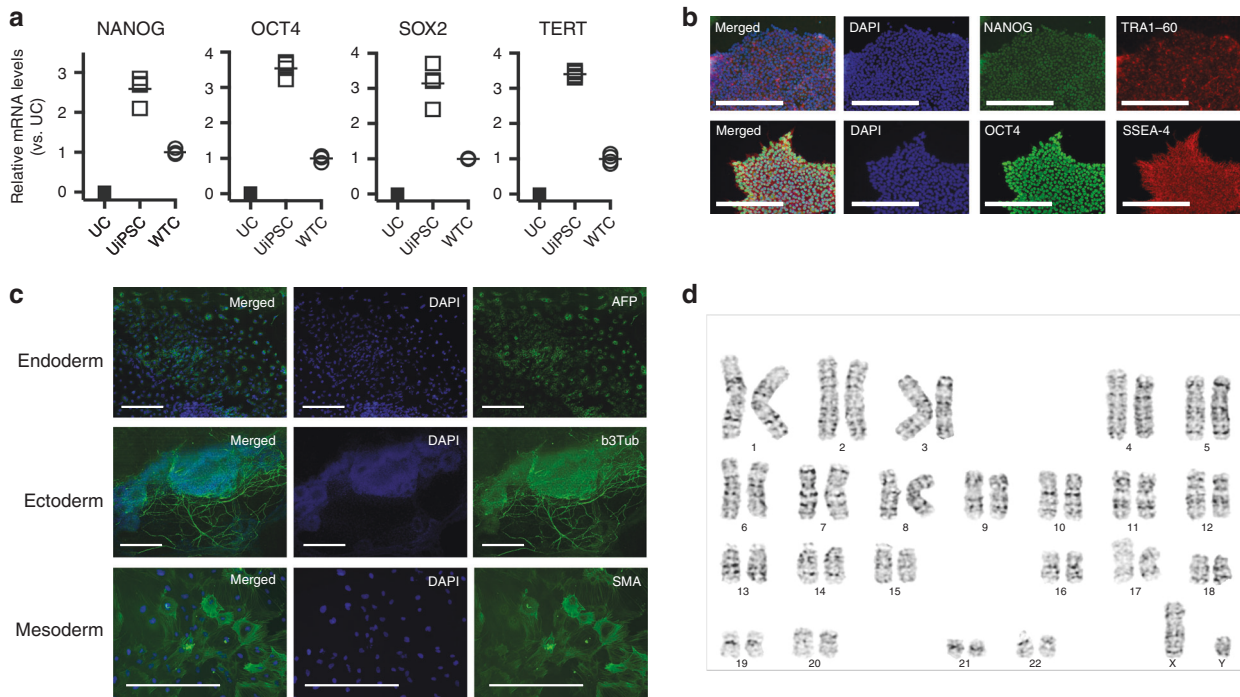 a
NANOG OCT4 SOX2 TERT
Relative mRNA levels
(vs. UC)
3
2
1
0
4
3
2
1
0
4
3
2
1
0
4
3
2
1
0
UC UiPSC WTC UC UiPSC WTC UC UiPSC WTC UC UiPSC WTC
b
Merged DAPI NANOG TRA1–60
Merged DAPI OCT4 SSEA-4
c
Endoderm Merged DAPI AFP
Ectoderm Merged DAPI b3Tub
Mesoderm Merged DAPI SMA
d
1 2 3 4 5
6 7 8 9 10 11 12
13 14 15 16 17 18
19 20 21 22 X Y